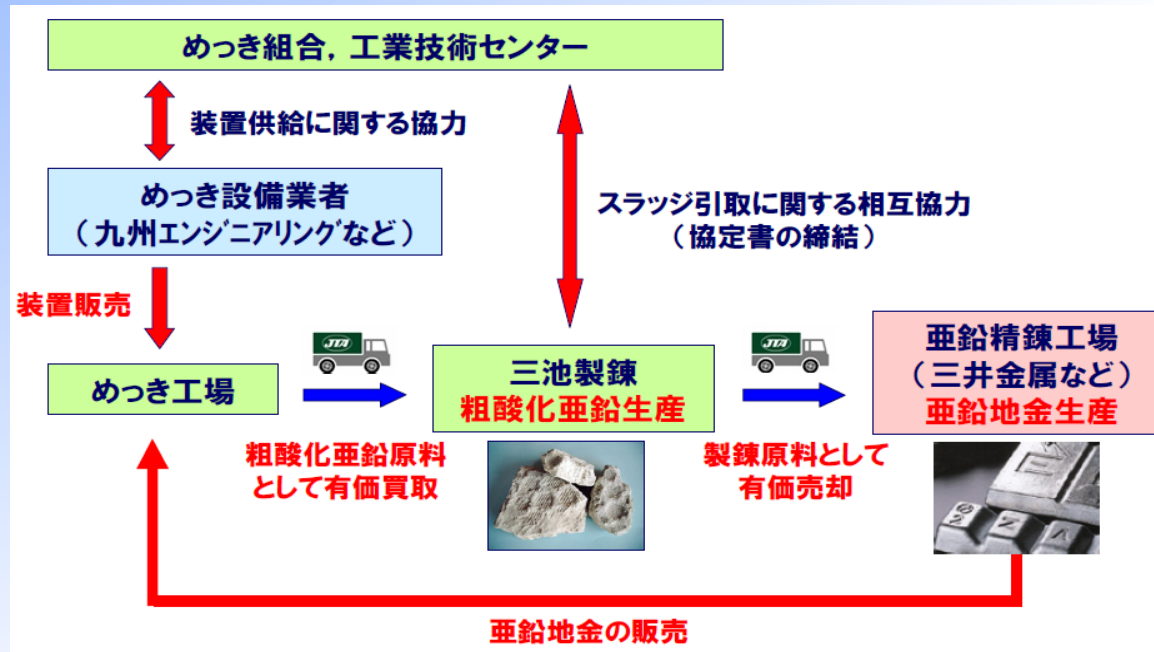 めっき組合, 工業技術センター
装置供給に関する協力
めっき設備業者
（九州エンジニアリングなど）
スラッジ引取に関する相互協力
（協定書の締結）
装置販売
JTA
JTA
めっき工場
三池製錬
粗酸化亜鉛生産
亜鉛精錬工場
（三井金属など）
亜鉛地金生産
粗酸化亜鉛原料
として有価買取
製錬原料として
有価売却
亜鉛地金の販売